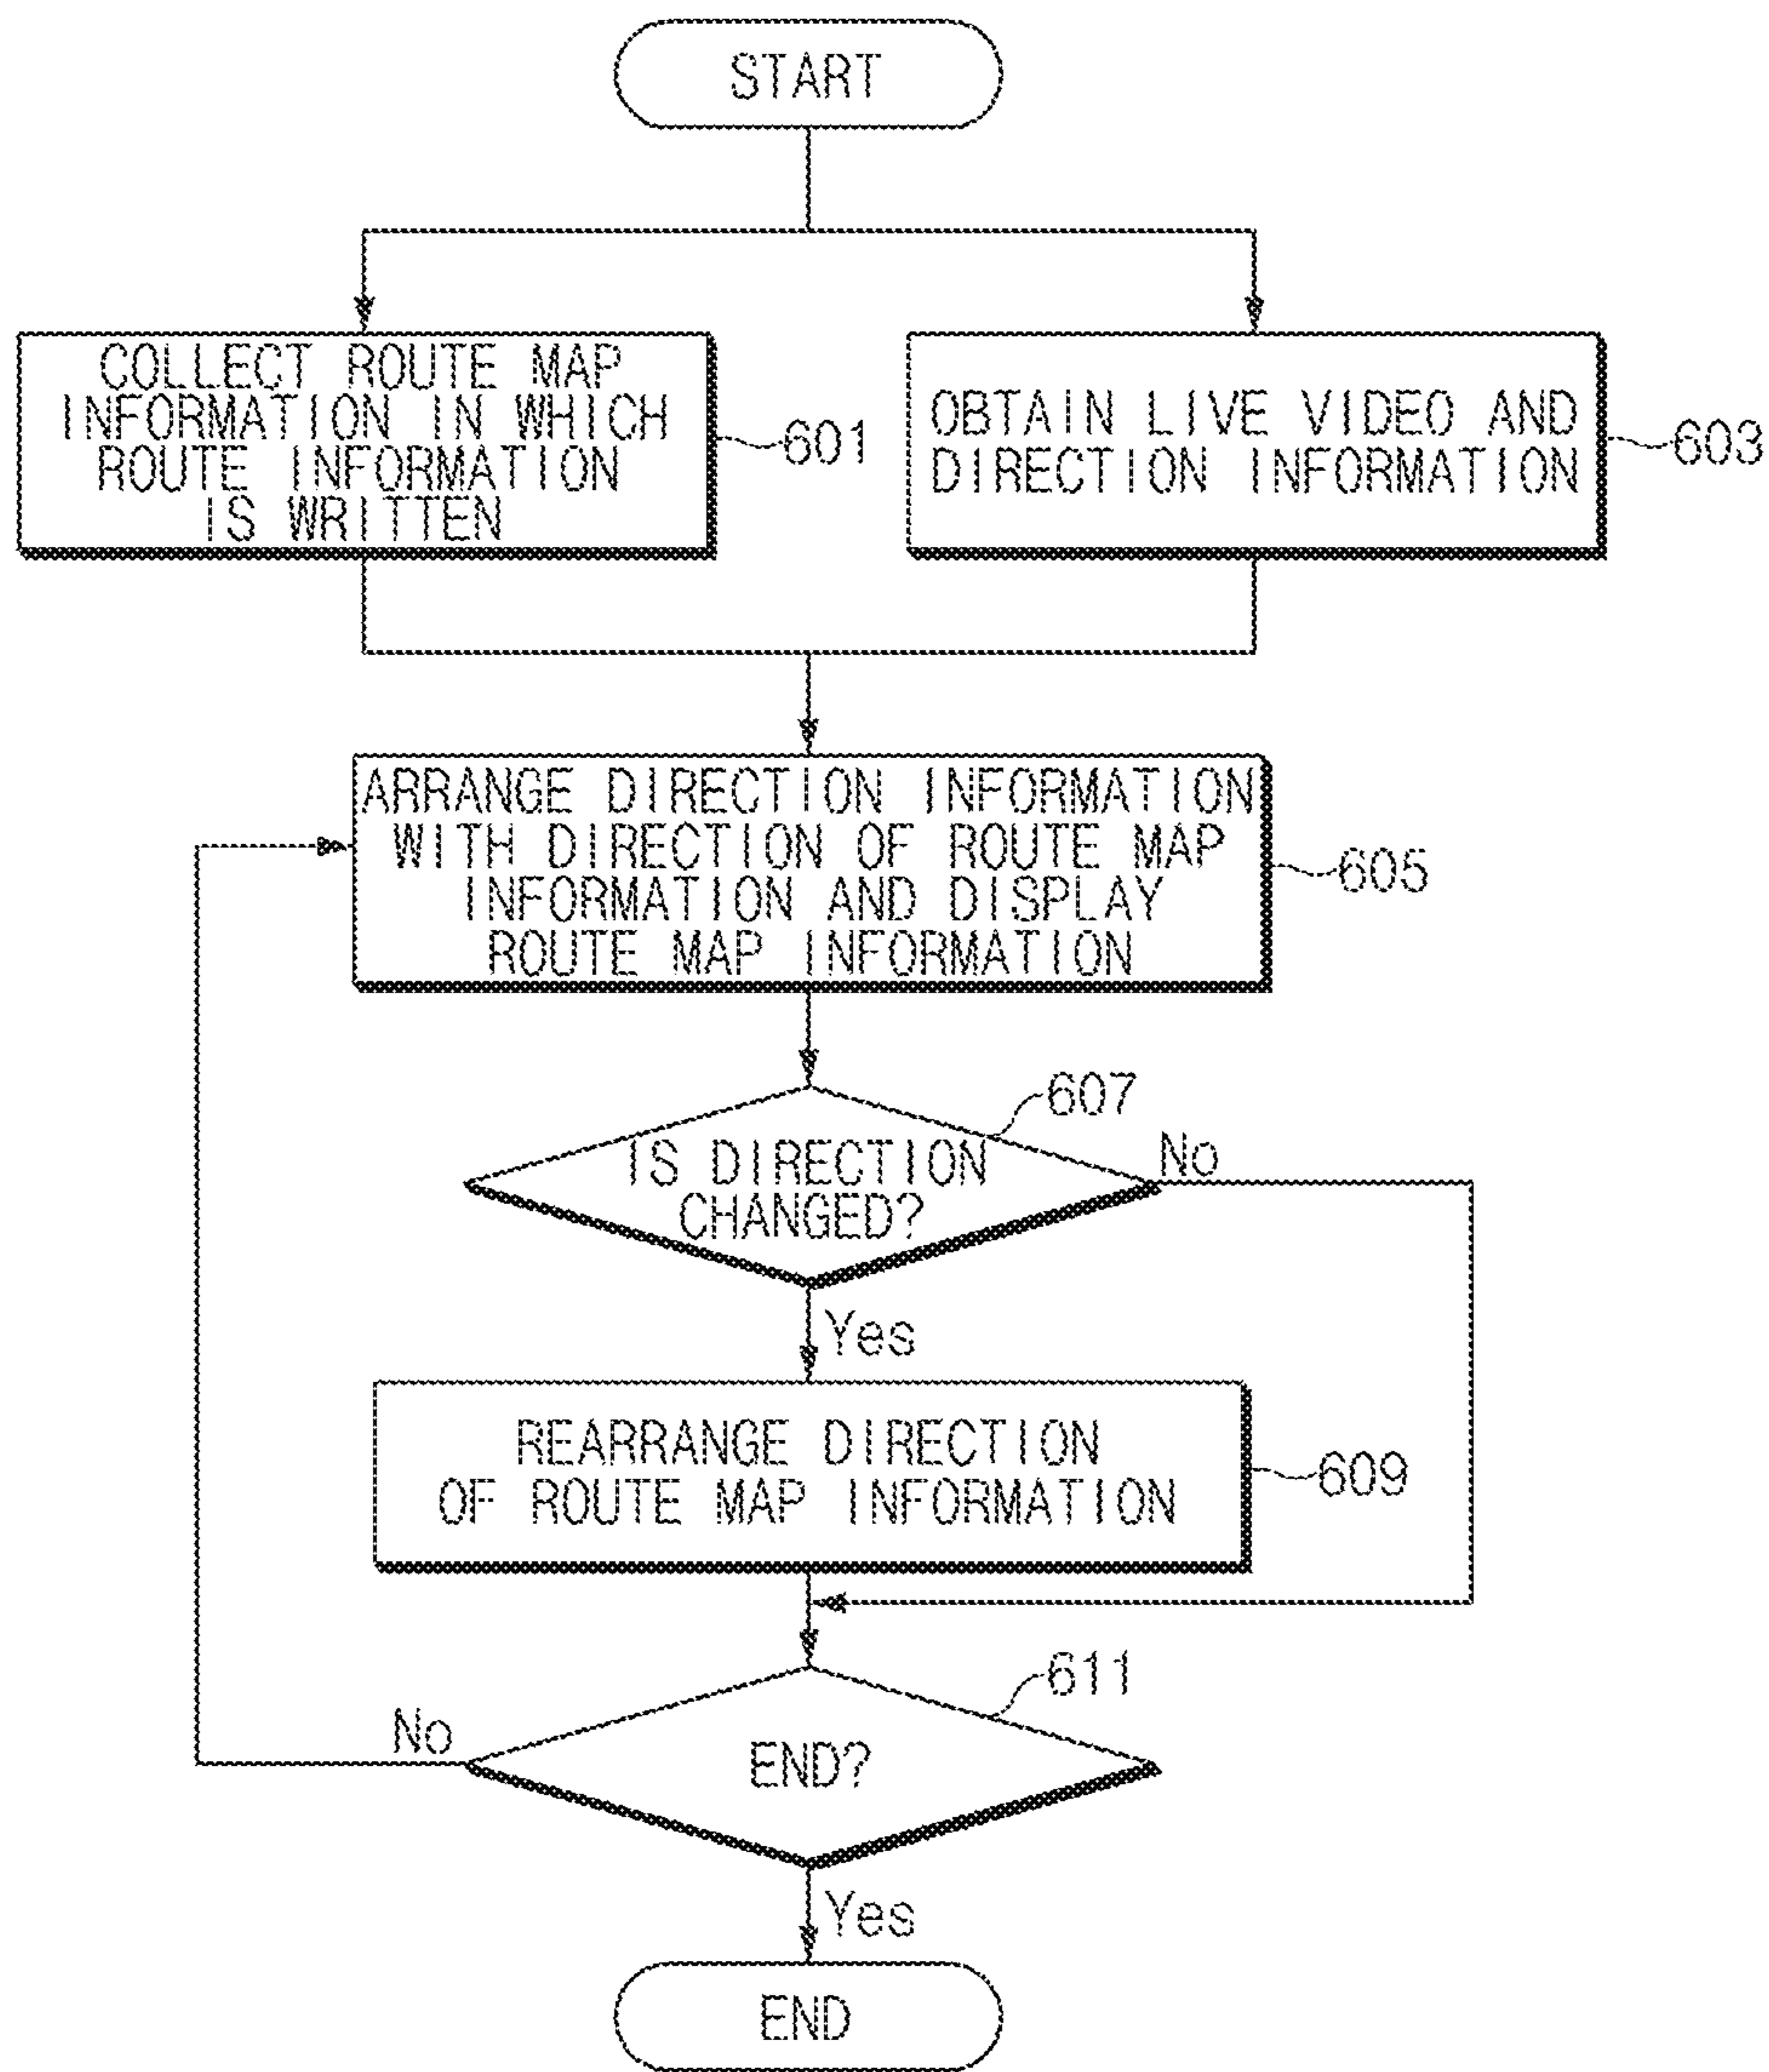 START
COLLECT ROUTE MAP
INFORMATION IN WHICH
ROUTE INFORMATION
IS WRITTEN
601
OBTAIN LIVE VIDEO AND
DIRECTION INFORMATION
603
ARRANGE DIRECTION INFORMATION
WITH DIRECTION OF ROUTE MAP
INFORMATION AND DISPLAY
ROUTE MAP INFORMATION
605
607
IS DIRECTION
CHANGED?
No
Yes
REARRANGE DIRECTION
OF ROUTE MAP INFORMATION
609
611
END?
No
Yes
END